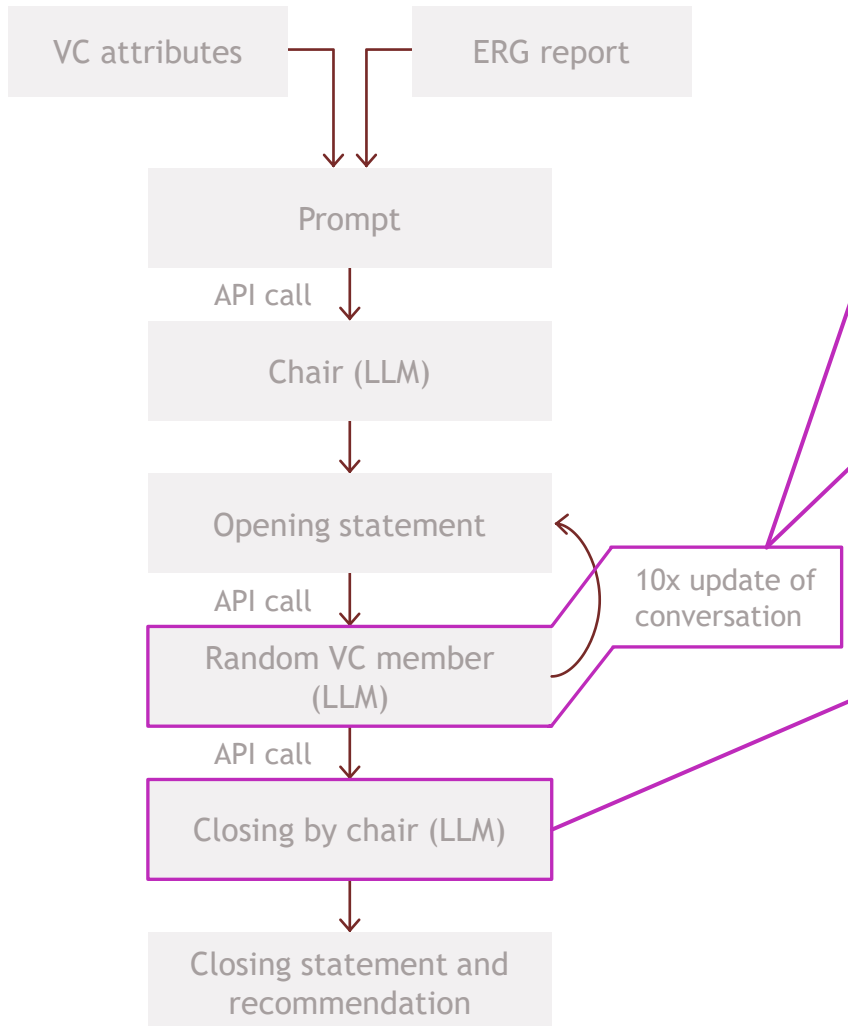 VC attributes
ERG report
Prompt
API call
Chair (LLM)
Opening statement
API call
10x update of
conversation
Random VC member
(LLM)
API call
Closing by chair (LLM)
Closing statement and
recommendation